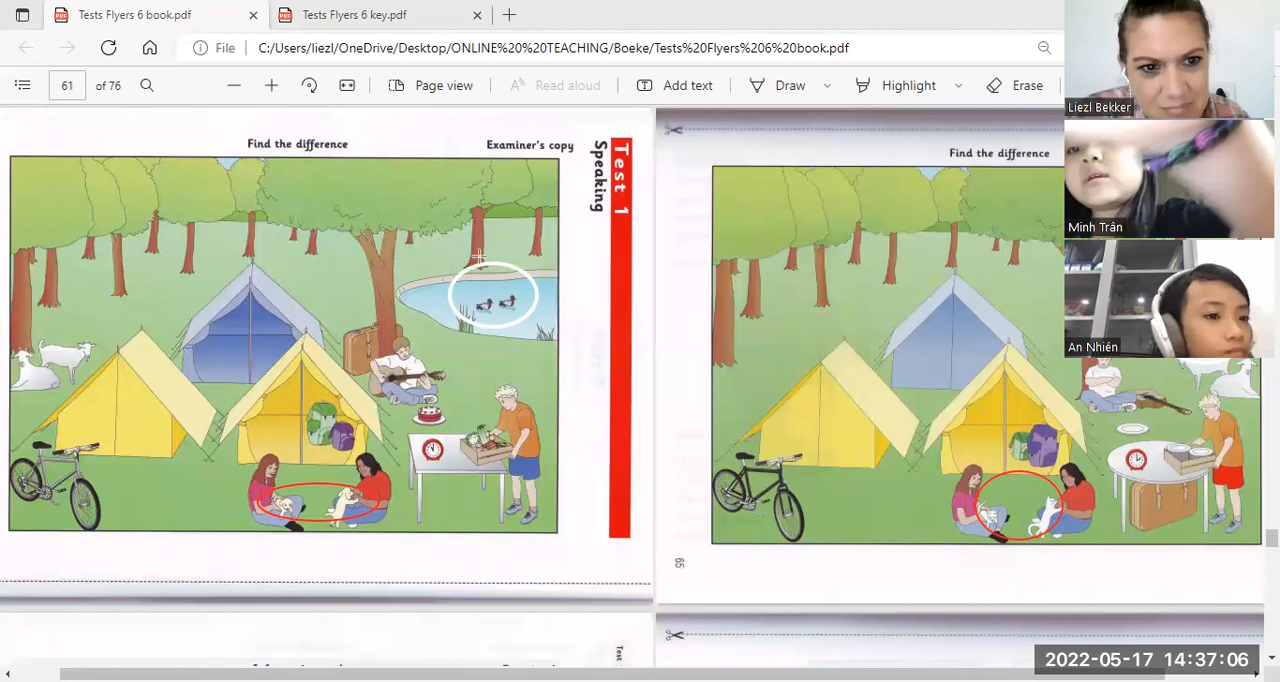 Tests Flyers 6 book.pdf
Tests Flyers 6 key.pdf
File
C:/Users/liezl/OneDrive/Desktop/ONLINE%20%20TEACHING/Boeke/Tests%20Flyers%206%20book.pdf
61 of 76
Page view
Read aloud
Add text
Draw
Highlight
Erase
Find the difference
Examiner's copy
Test 1
Speaking
Find the difference
65
Test
Liezl Bekker
Minh Trân
An Nhiên
2022-05-17 14:37:06